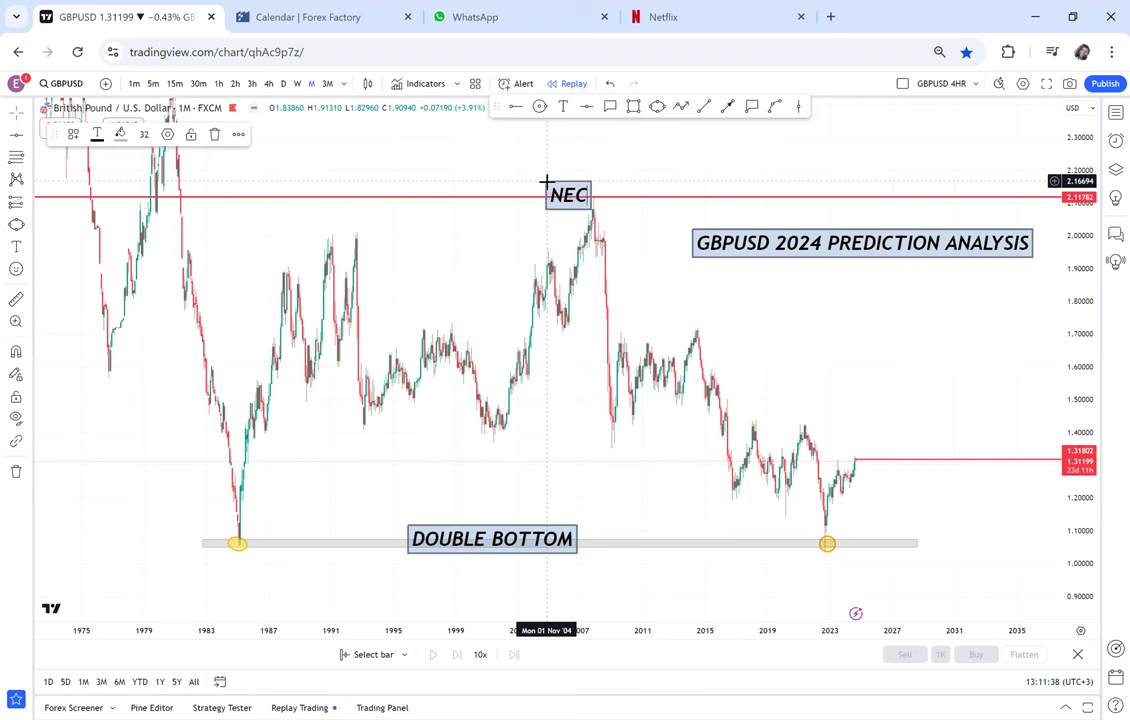 GBPUSD 1.31199 ▼ −0.43% GB
Calendar | Forex Factory
WhatsApp
Netflix
tradingview.com/chart/qhAc9p7z/
E 1
GBPUSD
1m 5m 15m 30m 1h 2h 3h 4h D W M 3M
Indicators
Alert
Replay
GBPUSD 4HR
Publish
British Pound / U.S. Dollar · 1M · FXCM
O1.83860 H1.91310 L1.82960 C1.90940 +0.07190 (+3.91%)
USD
32
2.30000
2.20000
2.16694
2.11782
2.10000
2.00000
1.90000
1.80000
1.70000
1.60000
1.50000
1.40000
1.31802
1.31199
23d 11h
1.20000
1.10000
1.00000
0.90000
NEC
GBPUSD 2024 PREDICTION ANALYSIS
DOUBLE BOTTOM
1975 1979 1983 1987 1991 1995 1999 Mon 01 Nov '04 2011 2015 2019 2023 2027 2031 2035
Select bar
10x
Sell
1K
Buy
Flatten
1D 5D 1M 3M 6M YTD 1Y 5Y All
13:11:38 (UTC+3)
Forex Screener
Pine Editor
Strategy Tester
Replay Trading
Trading Panel